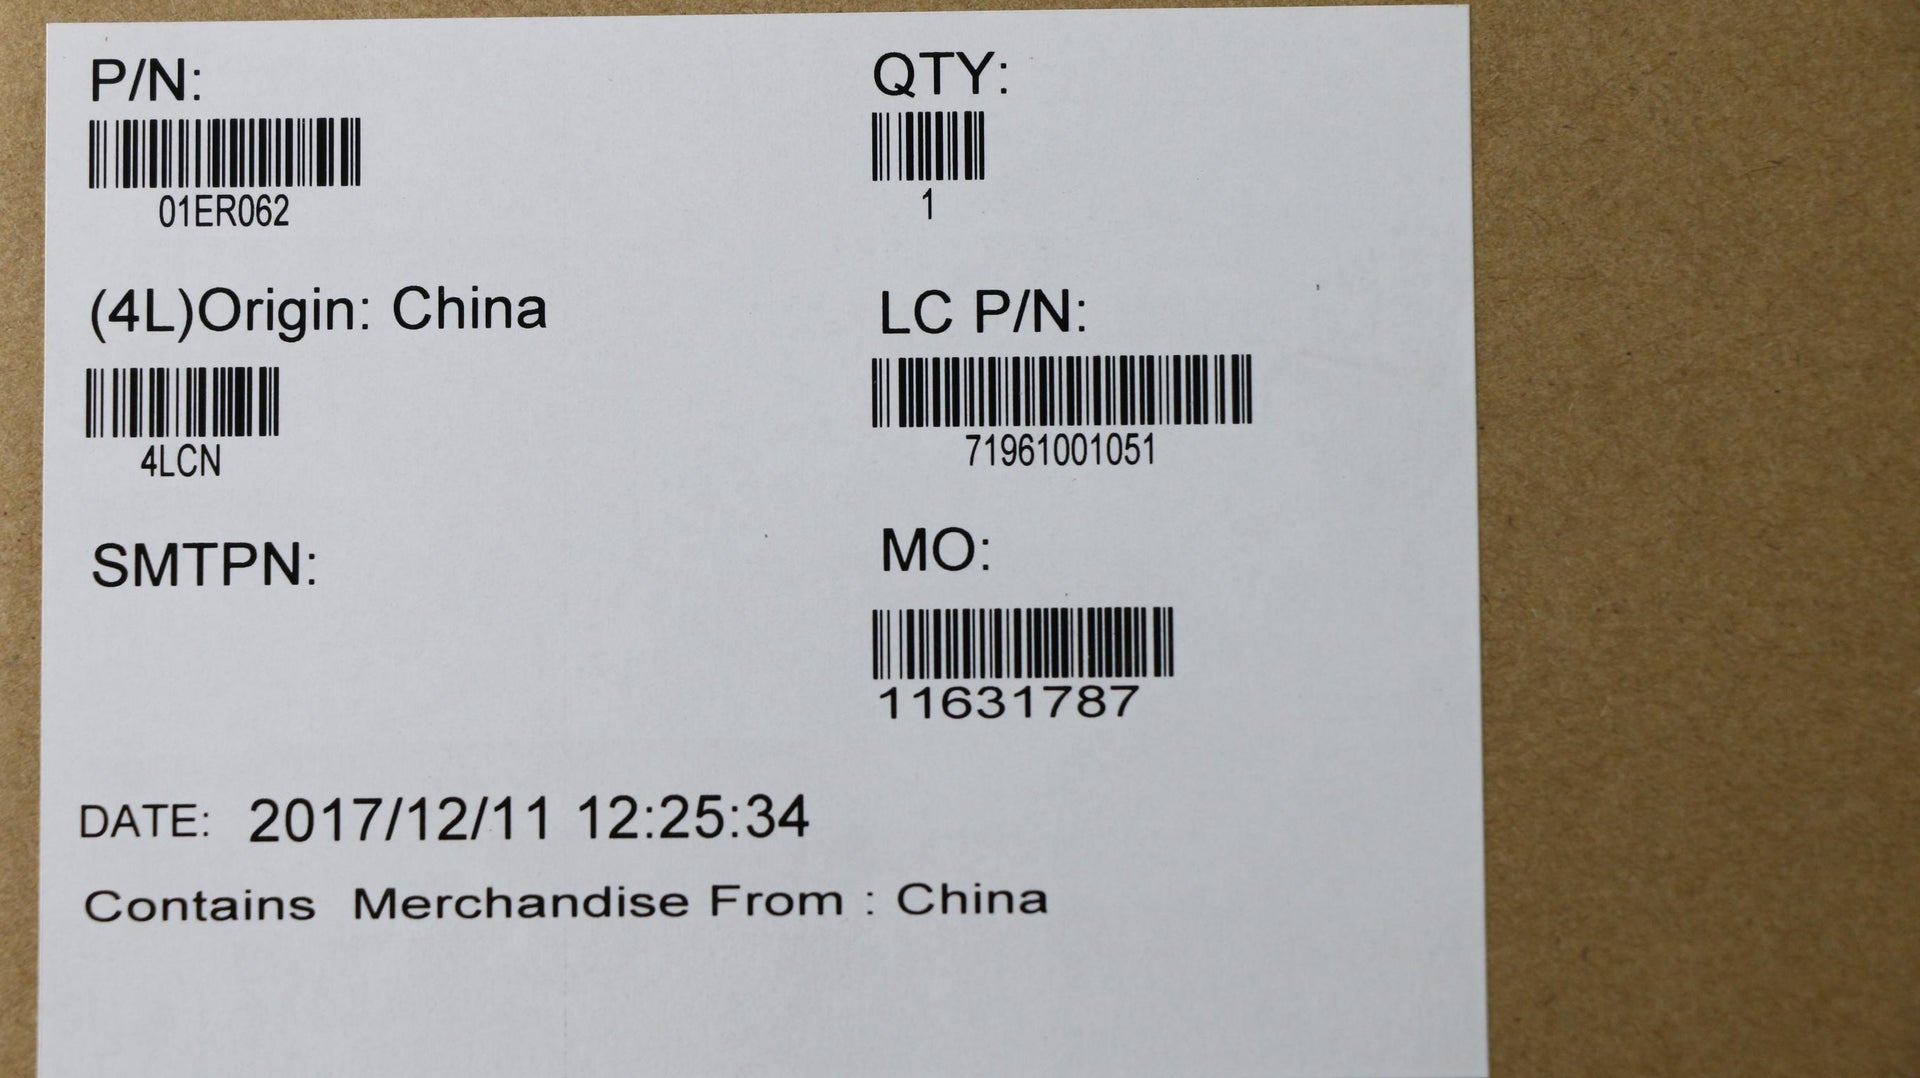 P/N:
01ER062
QTY:
1
(4L)Origin: China
4LCN
LC P/N:
71961001051
SMTPN:
MO:
11631787
DATE: 2017/12/11 12:25:34
Contains Merchandise From : China